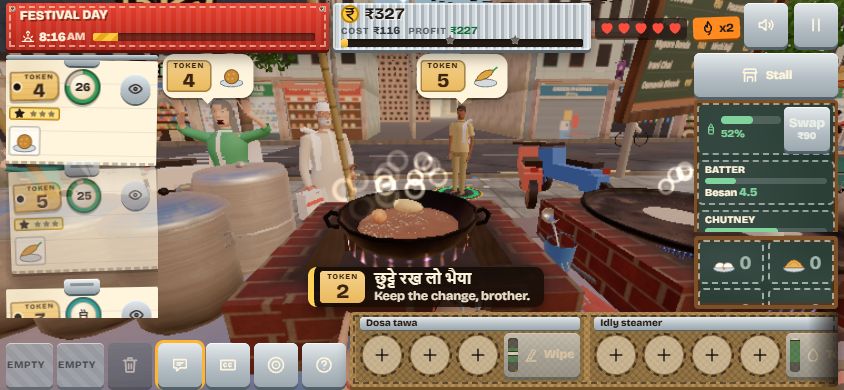 FESTIVAL DAY
8:16 AM
₹327
COST ₹116 PROFIT ₹227
x2
Stall
TOKEN
4
26
TOKEN
4
TOKEN
5
52%
Swap
₹90
BATTER
Besan 4.5
CHUTNEY
TOKEN
5
25
TOKEN
0
0
TOKEN
2
छुट्टे रख लो भैया
Keep the change, brother.
Dosa tawa
Idly steamer
Wipe
EMPTY
EMPTY
CC
?